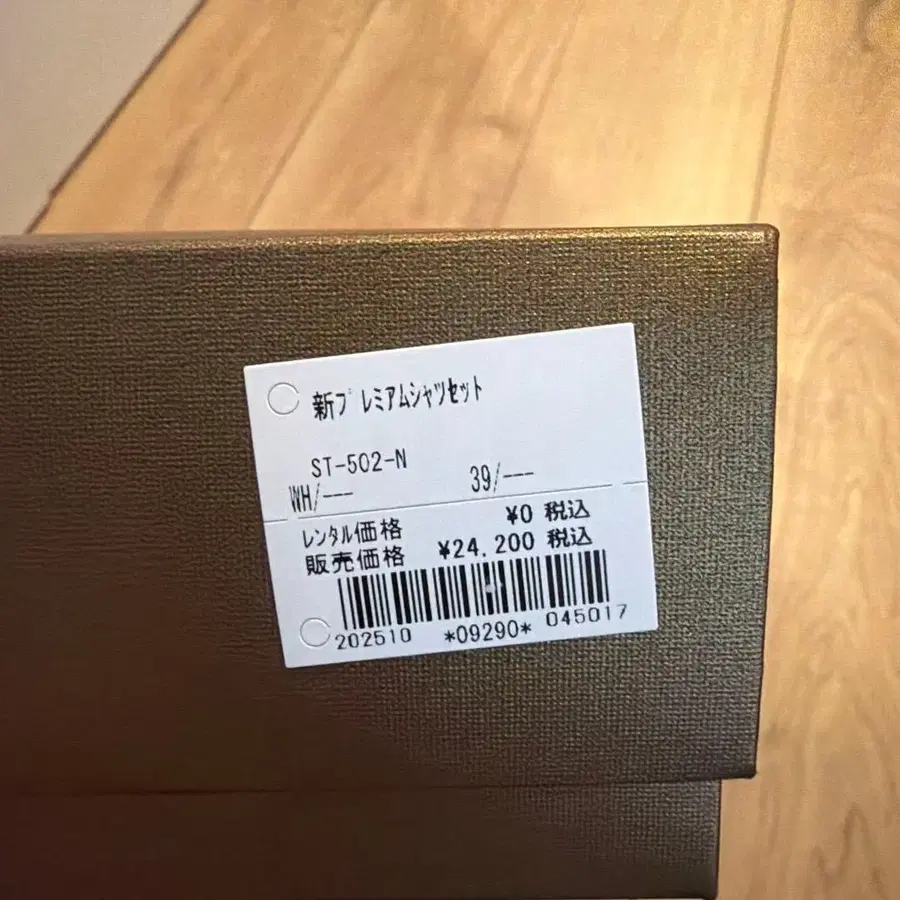 新プレミアムシャツセット
ST-502-N
WH/--- 39/---
レンタル価格 ¥0 税込
販売価格 ¥24,200 税込
202510 *09290* 045017